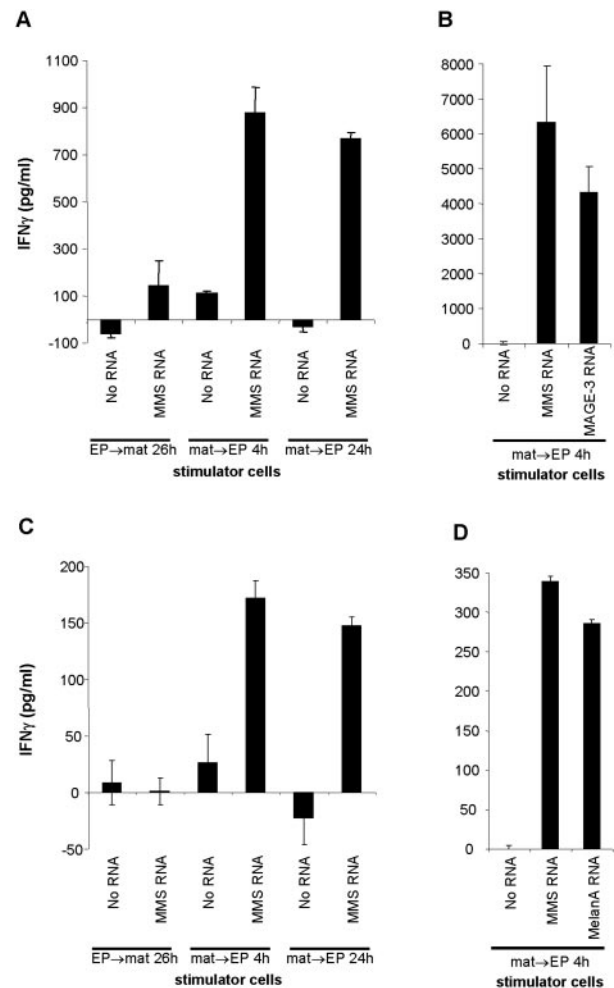 A
IFNγ (pg/ml)
1100
900
700
500
300
100
-100
No RNA
MMS RNA
No RNA
MMS RNA
No RNA
MMS RNA
EP→mat 26h
mat→EP 4h
mat→EP 24h
stimulator cells
B
8000
7000
6000
5000
4000
3000
2000
1000
0
No RNA
MMS RNA
MAGE-3 RNA
mat→EP 4h
stimulator cells
C
IFNγ (pg/ml)
200
150
100
50
0
-50
No RNA
MMS RNA
No RNA
MMS RNA
No RNA
MMS RNA
EP→mat 26h
mat→EP 4h
mat→EP 24h
stimulator cells
D
350
300
250
200
150
100
50
0
No RNA
MMS RNA
MelanA RNA
mat→EP 4h
stimulator cells